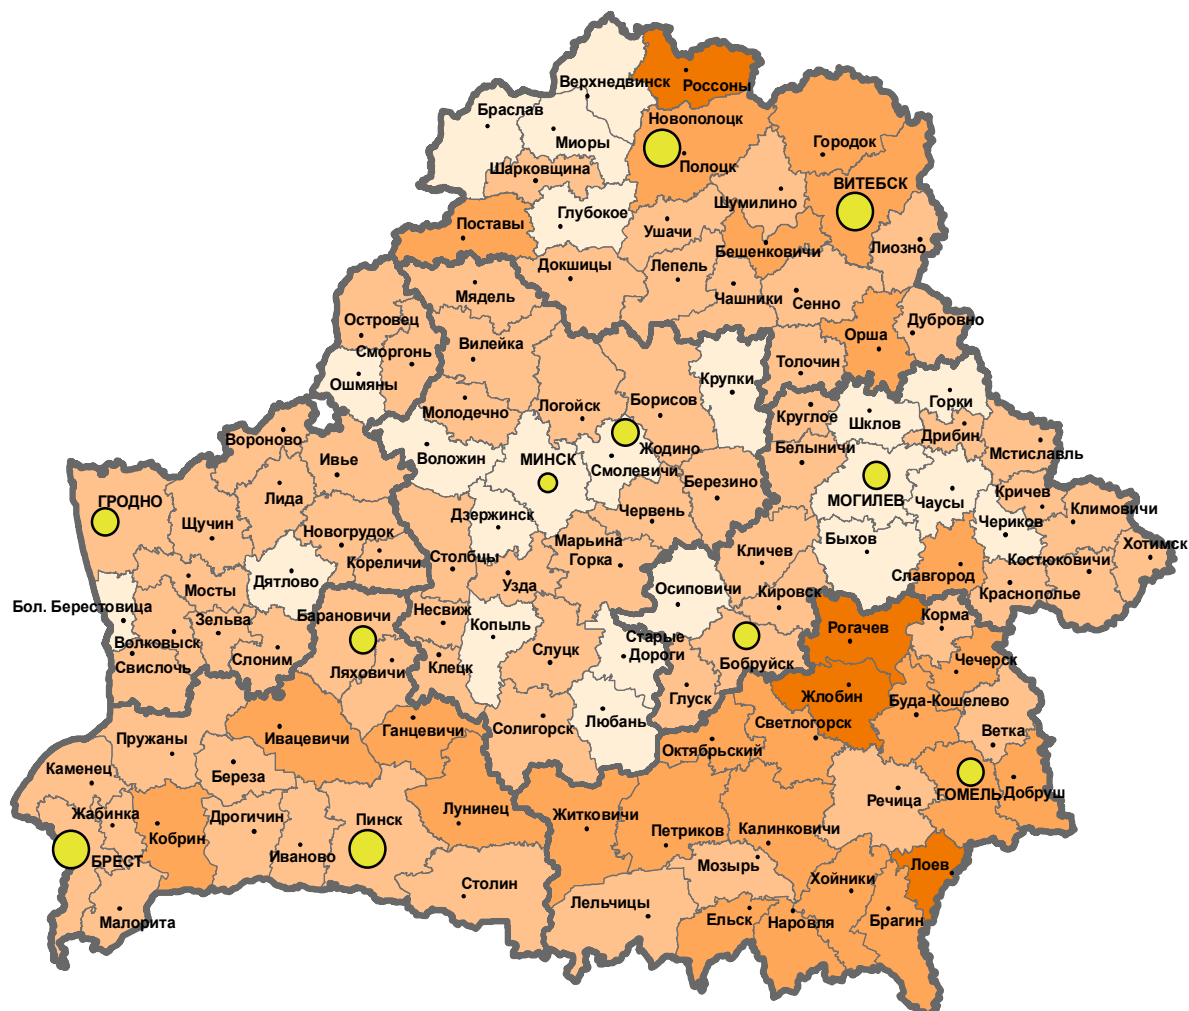 Верхнедвинск
Россоны
Браслав
Новополоцк
Миоры
Городок
Полоцк
Шарковщина
ВИТЕБСК
Шумилино
Глубокое
Поставы
Ушачи
Бешенковичи
Лиозно
Докшицы
Лепель
Мядель
Чашники
Сенно
Островец
Дубровно
Орша
Вилейка
Сморгонь
Толочин
Крупки
Ошмяны
Борисов
Горки
Логойск
Молодечно
Круглое
Шклов
Дрибин
Вороново
Белыничи
Жодино
Мстиславль
Ивье
Воложин
МИНСК
Смолевичи
Березино
Лида
Кричев
ГРОДНО
МОГИЛЕВ
Чаусы
Климовичи
Червень
Дзержинск
Щучин
Чериков
Новогрудок
Быхов
Марьина
Горка
Хотимск
Кличев
Столбцы
Костюковичи
Кореличи
Славгород
Дятлово
Узда
Мосты
Осиповичи
Кировск
Краснополье
Бол. Берестовица
Несвиж
Барановичи
Корма
Зельва
Копыль
Рогачев
Старые
Дороги
Волковыск
Слуцк
Слоним
Чечерск
Свислочь
Клецк
Бобруйск
Ляховичи
Жлобин
Глуск
Буда-Кошелево
Любань
Светлогорск
Солигорск
Ганцевичи
Ветка
Ивацевичи
Пружаны
Октябрьский
Каменец
Береза
ГОМЕЛЬ
Добруш
Речица
Лунинец
Жабинка
Житковичи
Дрогичин
Пинск
Калинковичи
Петриков
Кобрин
Иваново
БРЕСТ
Мозырь
Лоев
Хойники
Столин
Лельчицы
Ельск
Наровля
Брагин
Малорита